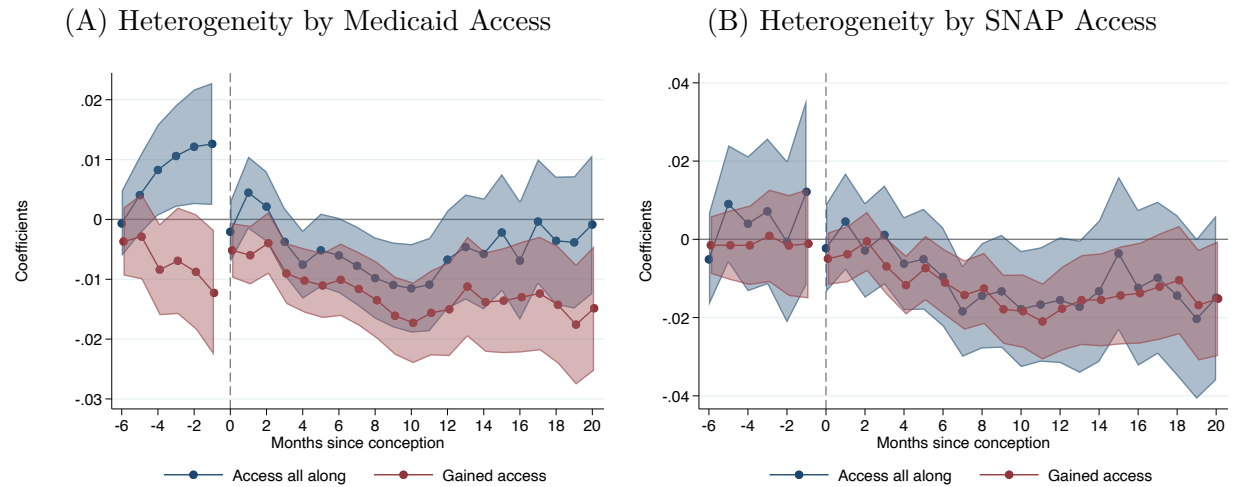 (A) Heterogeneity by Medicaid Access
.02
.01
0
-.01
-.02
-.03
Coefficients
-6 -4 -2 0 2 4 6 8 10 12 14 16 18 20
Months since conception
Access all along Gained access
(B) Heterogeneity by SNAP Access
.04
.02
0
-.02
-.04
Coefficients
-6 -4 -2 0 2 4 6 8 10 12 14 16 18 20
Months since conception
Access all along Gained access